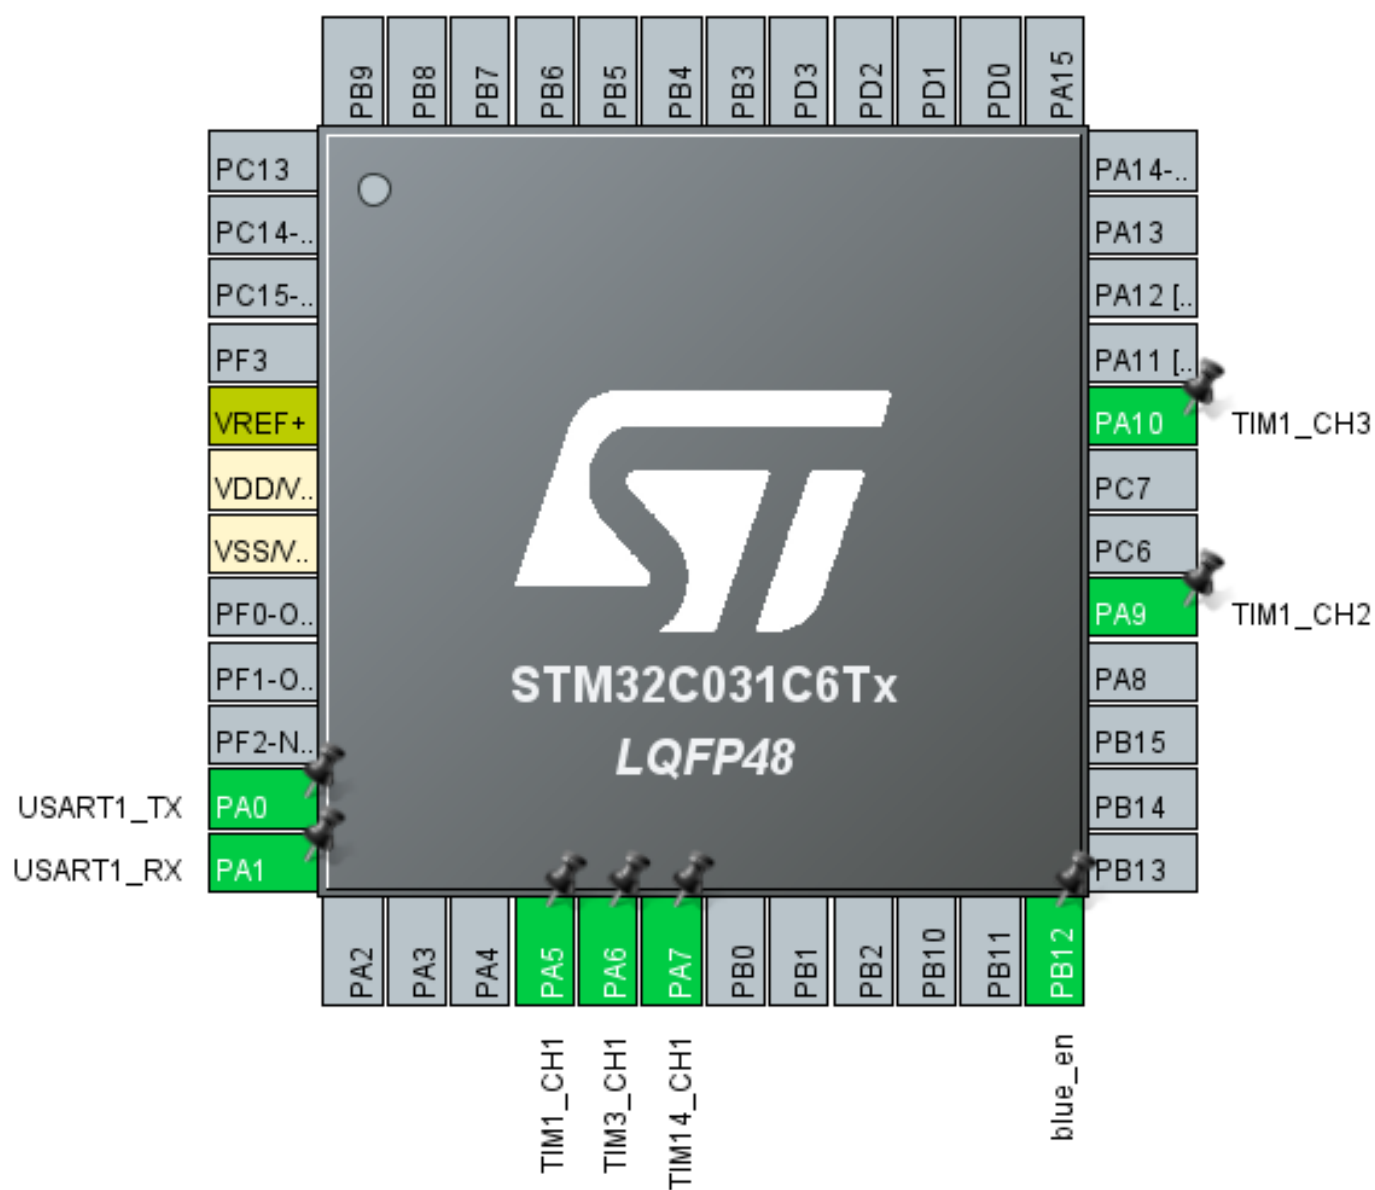 PB9
PB8
PB7
PB6
PB5
PB4
PB3
PD3
PD2
PD1
PD0
PA15
PC13
PC14-..
PC15-..
PF3
VREF+
VDD/V..
VSS/V..
PF0-O..
PF1-O..
PF2-N..
USART1_TX PA0
USART1_RX PA1
ST
STM32C031C6Tx
LQFP48
PA14-..
PA13
PA12 [..
PA11 [..
PA10 TIM1_CH3
PC7
PC6
PA9 TIM1_CH2
PA8
PB15
PB14
PB13
PA2
PA3
PA4
PA5
PA6
PA7
PB0
PB1
PB2
PB10
PB11
PB12
TIM1_CH1
TIM3_CH1
TIM14_CH1
blue_en